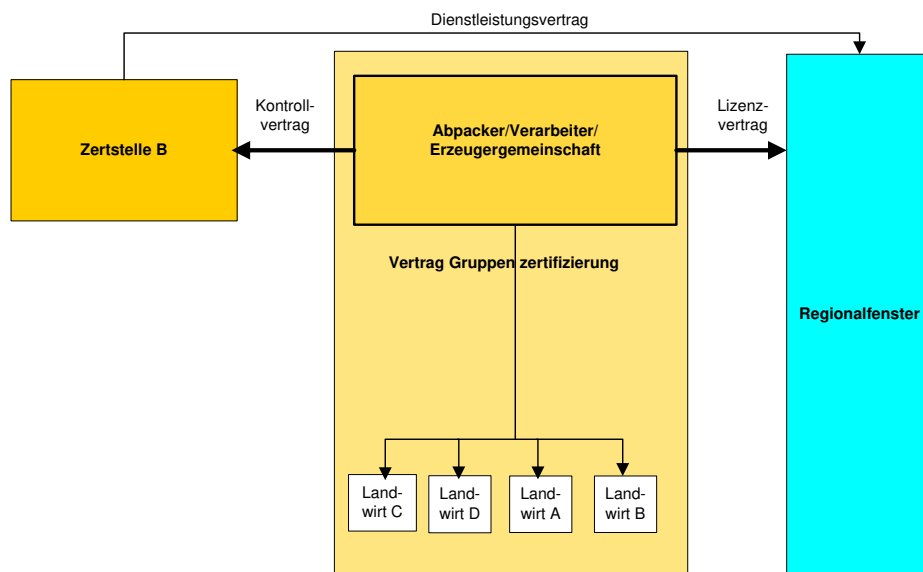 Dienstleistungsvertrag
Kontroll-
vertrag
Lizenz-
vertrag
Zertstelle B
Abpacker/Verarbeiter/
Erzeugergemeinschaft
Vertrag Gruppen zertifizierung
Regionalfenster
Land-
wirt C
Land-
wirt D
Land-
wirt A
Land-
wirt B